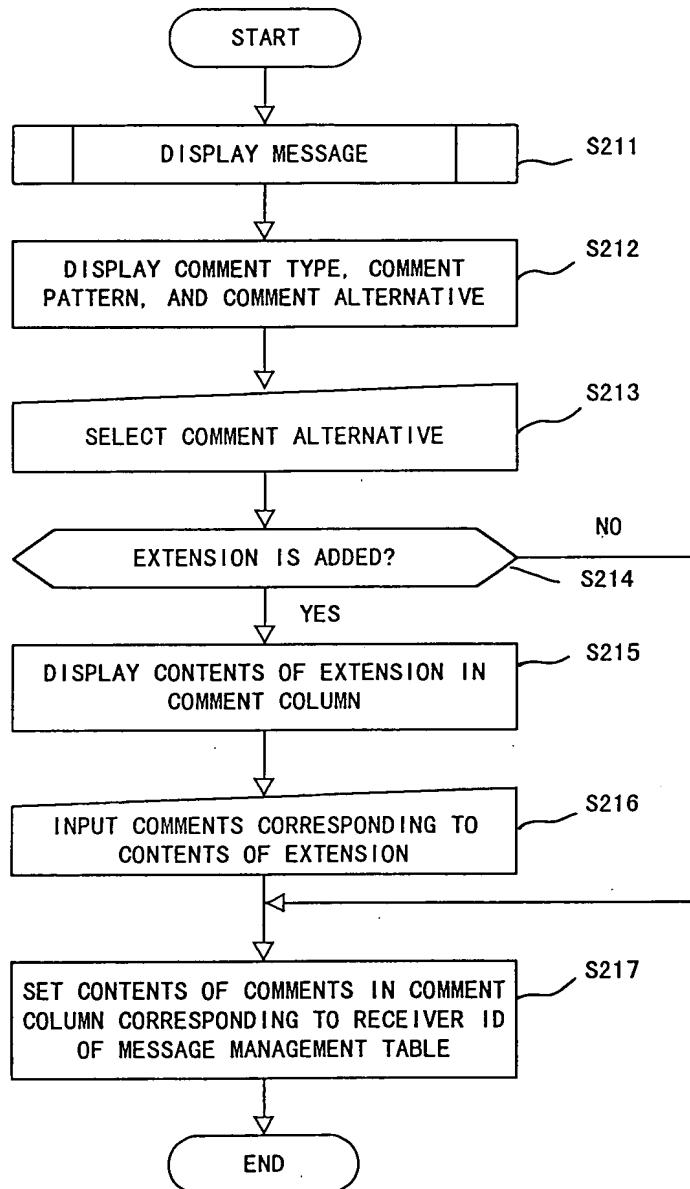 START
DISPLAY MESSAGE
S211
DISPLAY COMMENT TYPE, COMMENT
PATTERN, AND COMMENT ALTERNATIVE
S212
SELECT COMMENT ALTERNATIVE
S213
EXTENSION IS ADDED?
NO
S214
YES
DISPLAY CONTENTS OF EXTENSION IN
COMMENT COLUMN
S215
INPUT COMMENTS CORRESPONDING TO
CONTENTS OF EXTENSION
S216
SET CONTENTS OF COMMENTS IN COMMENT
COLUMN CORRESPONDING TO RECEIVER ID
OF MESSAGE MANAGEMENT TABLE
S217
END